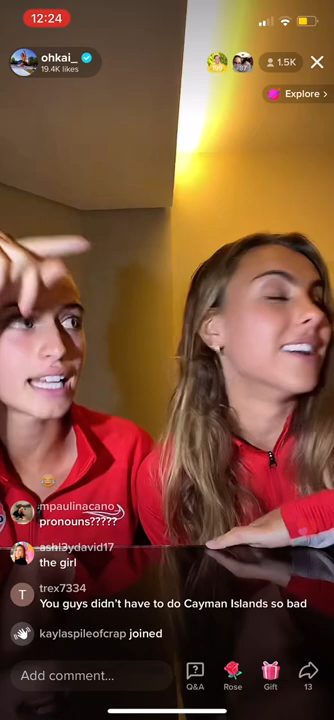 12:24
ohkai_
19.4K likes
1.5K
Explore >
mpaulinacano_)
pronouns?????
ashl3ydavid17
the girl
T
trex7334
You guys didn't have to do Cayman Islands so bad
kaylaspileofcrap joined
Add comment...
Q&A
Rose
Gift
13